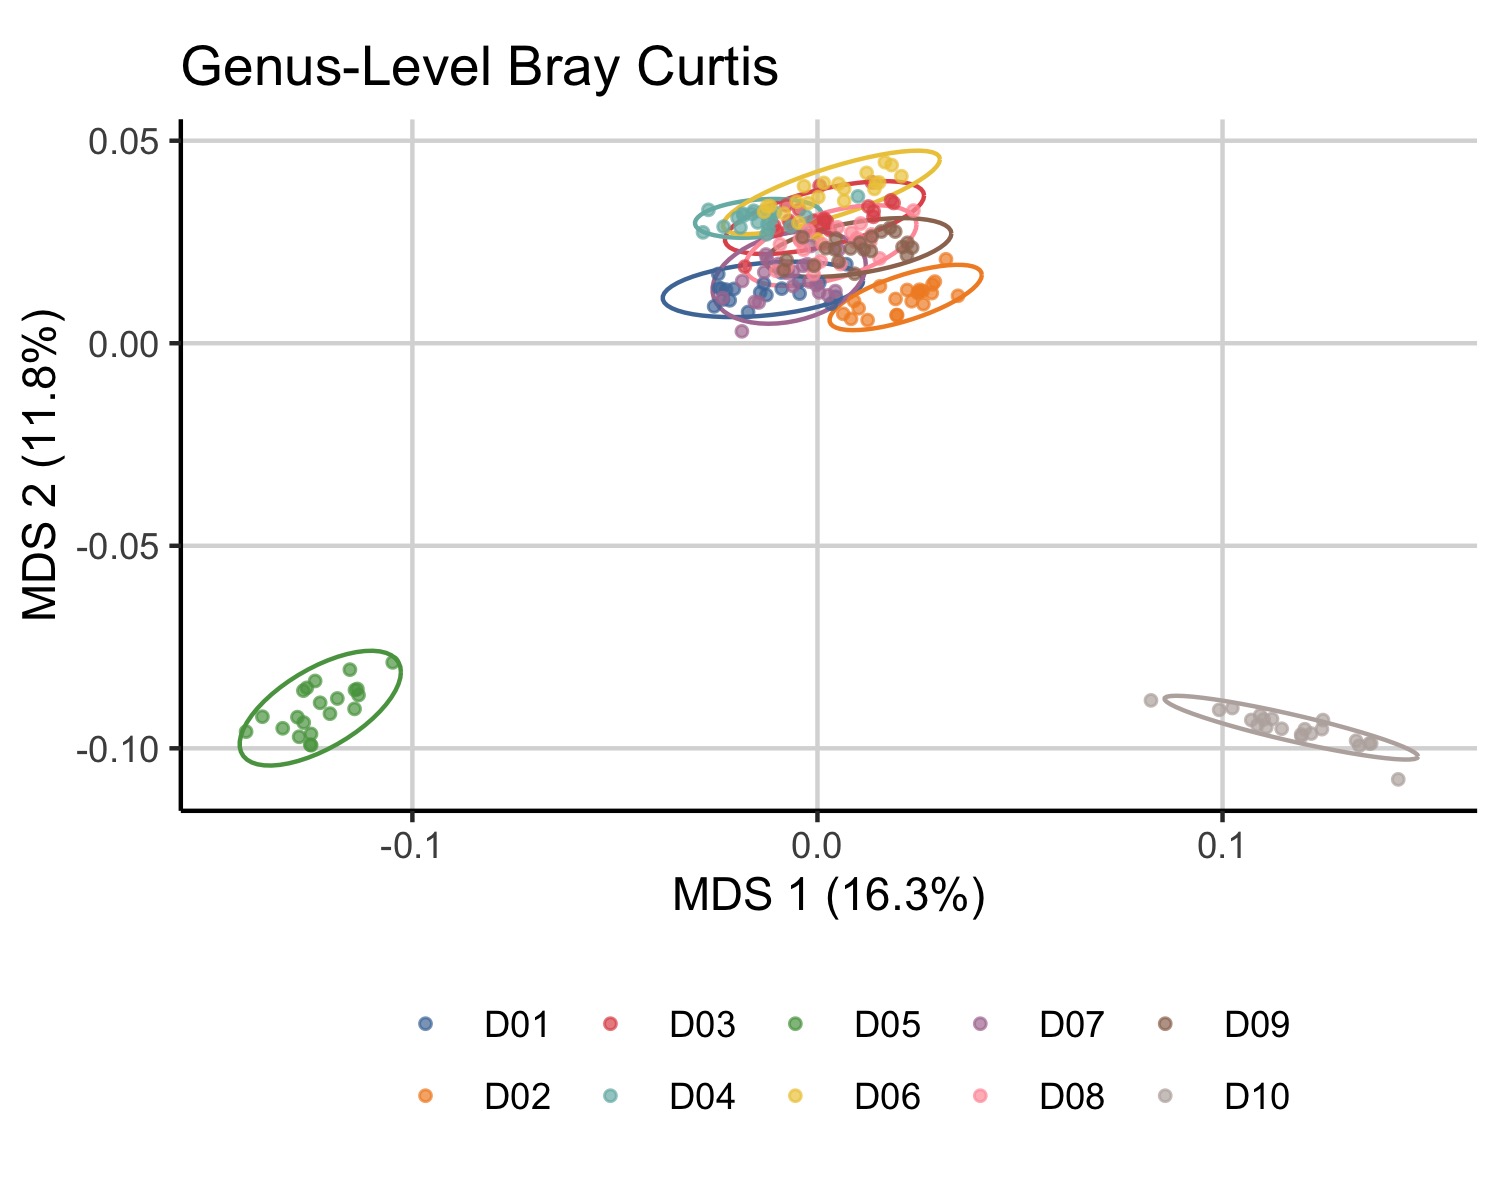 Genus-Level Bray Curtis
0.05
0.00
-0.05
-0.10
MDS 2 (11.8%)
-0.1 0.0 0.1
MDS 1 (16.3%)
D01 D03 D05 D07 D09
D02 D04 D06 D08 D10